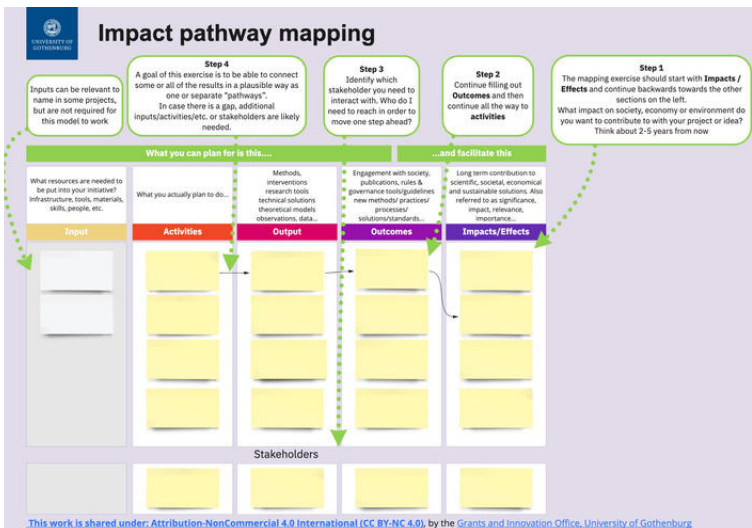 UNIVERSITY OF
GOTHENBURG
Impact pathway mapping
Inputs can be relevant to
name in some projects,
but are not required for
this model to work
Step 4
A goal of this exercise is to be able to connect
some or all of the results in a plausible way as
one or separate "pathways".
In case there is a gap, additional
inputs/activities/etc. or stakeholders are likely
needed.
Step 3
Identify which
stakeholder you need to
interact with. Who do I
need to reach in order to
move one step ahead?
Step 2
Continue filling out
Outcomes and then
continue all the way to
activities
Step 1
The mapping exercise should start with Impacts /
Effects and continue backwards towards the other
sections on the left.
What impact on society, economy or environment do
you want to contribute to with your project or idea?
Think about 2-5 years from now
What you can plan for is this....
...and facilitate this
What resources are needed to
be put into your initiative?
Infrastructure, tools, materials,
skills, people, etc.
What you actually plan to do...
Methods,
interventions
research tools
technical solutions
theoretical models
observations, data...
Engagement with society,
publications, rules &
governance tools/guidelines
new methods/ practices/
processes/
solutions/standards...
Long term contribution to
scientific, societal, economical
and sustainable solutions. Also
referred to as significance,
impact, relevance,
importance...
Input
Activities
Output
Outcomes
Impacts/Effects
Stakeholders
This work is shared under: Attribution-NonCommercial 4.0 International (CC BY-NC 4.0), by the Grants and Innovation Office, University of Gothenburg